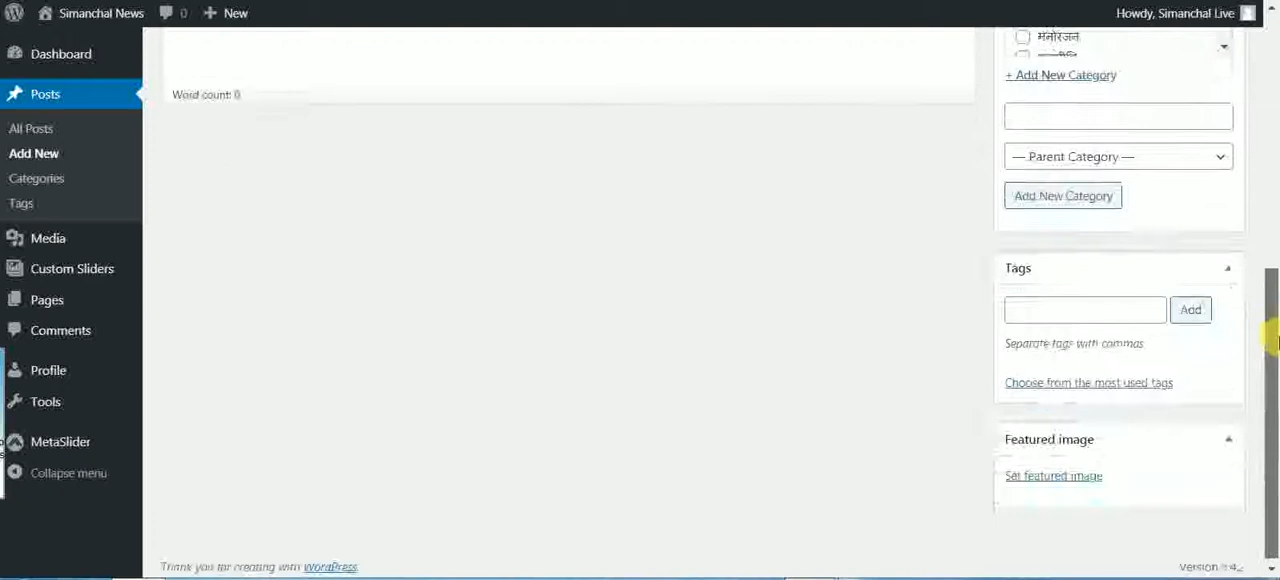 Simanchal News 0 New Howdy, Simanchal Live
Dashboard
Posts
All Posts
Add New
Categories
Tags
Media
Custom Sliders
Pages
Comments
Profile
Tools
MetaSlider
Collapse menu
Word count: 0
मनोरंजन
+ Add New Category
— Parent Category —
Add New Category
Tags
Add
Separate tags with commas
Choose from the most used tags
Featured image
Set featured image
Thank you for creating with WordPress